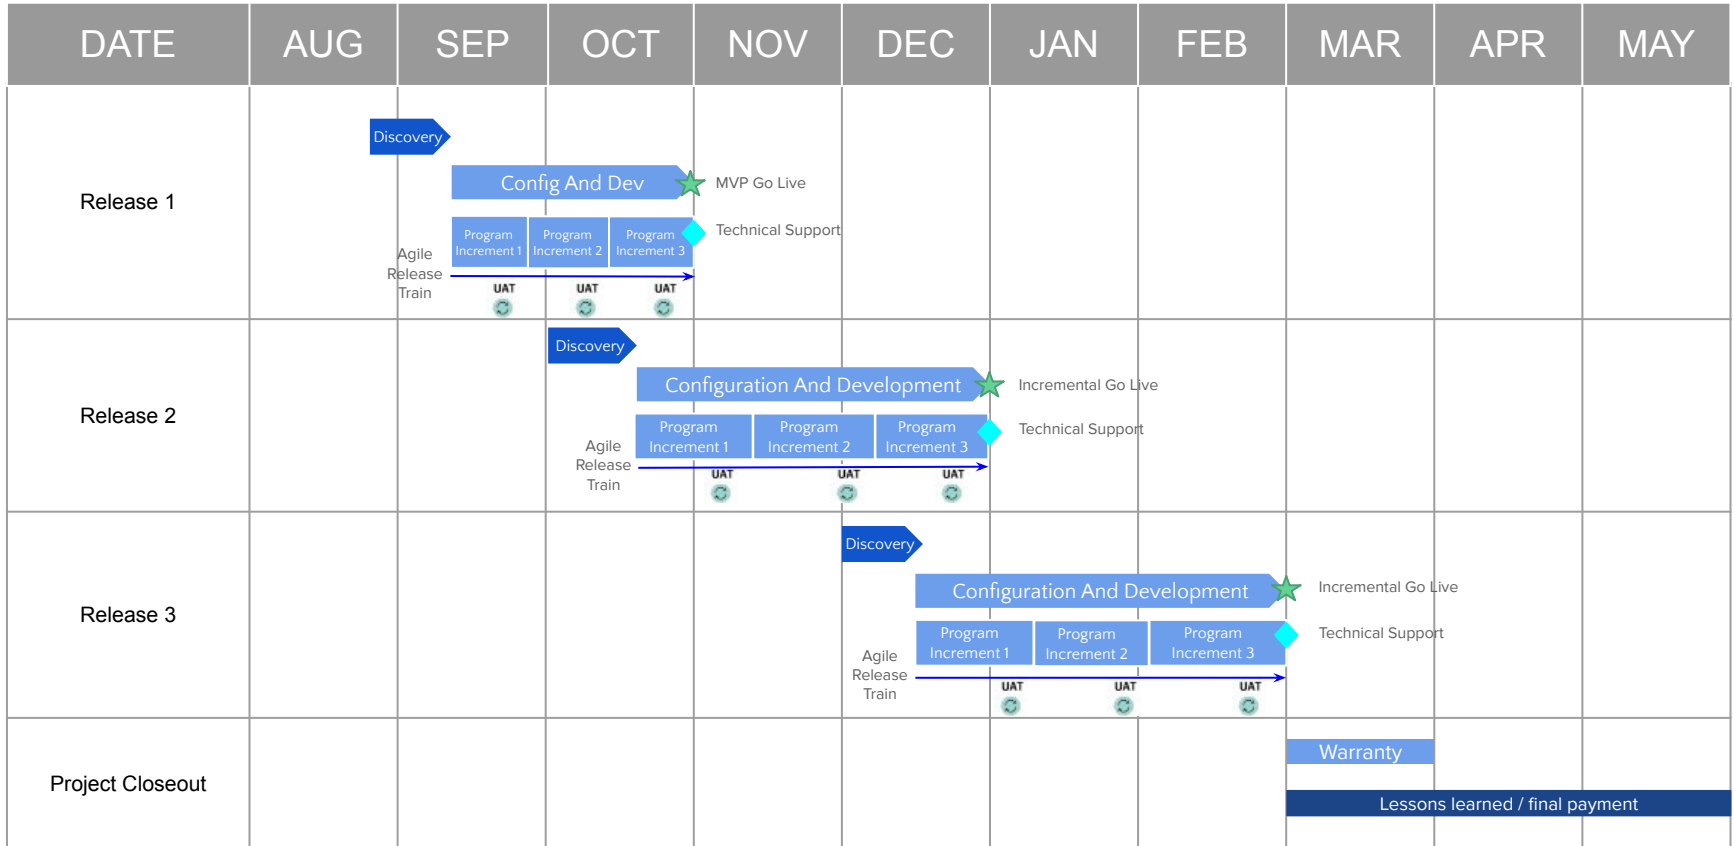 DATE AUG SEP OCT NOV DEC JAN FEB MAR APR MAY
Release 1
Discovery
Config And Dev
MVP Go Live
Program
Increment 1
Program
Increment 2
Program
Increment 3
Technical Support
Agile
Release
Train
UAT UAT UAT
Release 2
Discovery
Configuration And Development
Incremental Go Live
Program
Increment 1
Program
Increment 2
Program
Increment 3
Technical Support
Agile
Release
Train
UAT UAT UAT
Release 3
Discovery
Configuration And Development
Incremental Go Live
Program
Increment 1
Program
Increment 2
Program
Increment 3
Technical Support
Agile
Release
Train
UAT UAT UAT
Project Closeout
Warranty
Lessons learned / final payment